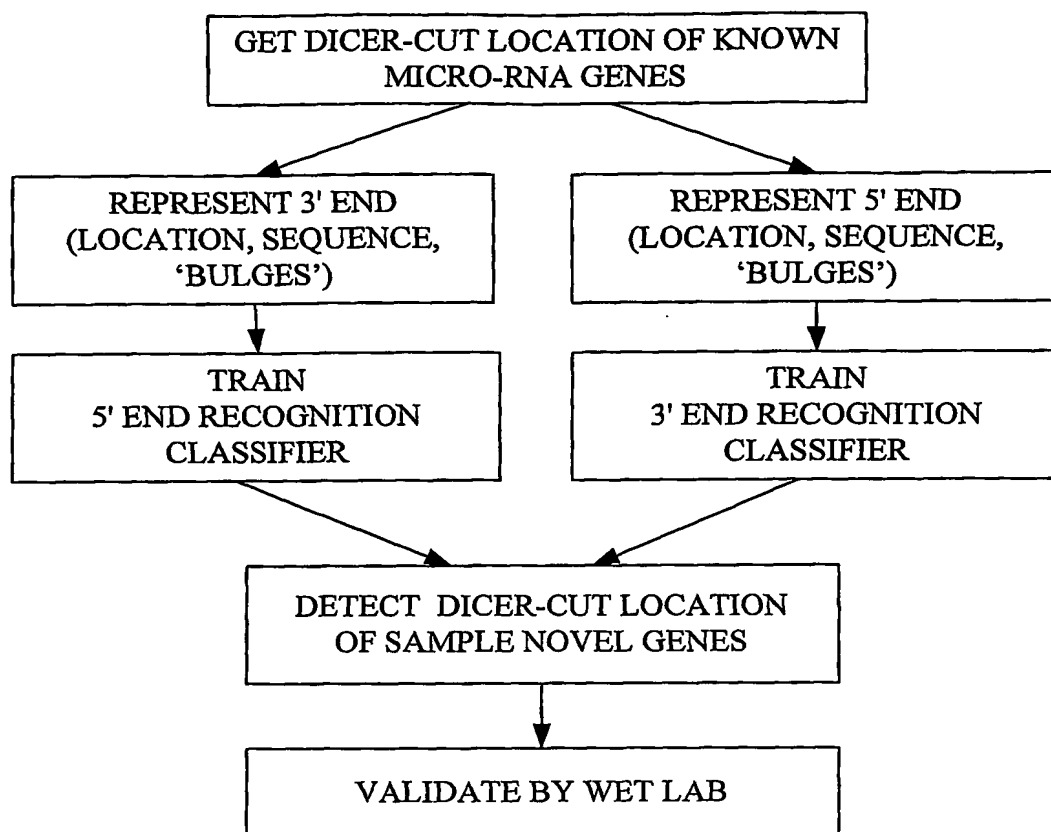 GET DICER-CUT LOCATION OF KNOWN
MICRO-RNA GENES
REPRESENT 3' END
(LOCATION, SEQUENCE,
‘BULGES’)
REPRESENT 5' END
(LOCATION, SEQUENCE,
‘BULGES’)
TRAIN
5' END RECOGNITION
CLASSIFIER
TRAIN
3' END RECOGNITION
CLASSIFIER
DETECT DICER-CUT LOCATION
OF SAMPLE NOVEL GENES
VALIDATE BY WET LAB